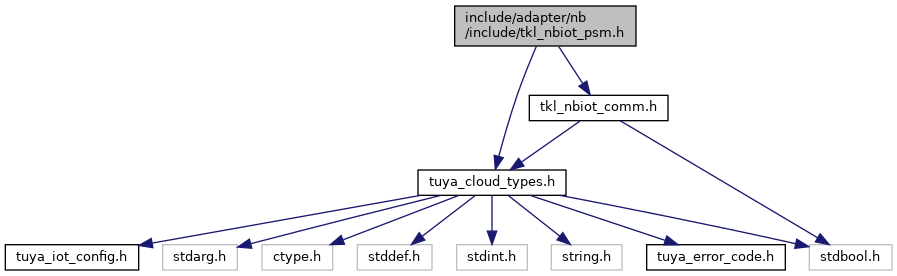 include/adapter/nb
/include/tkl_nbiot_psm.h
tkl_nbiot_comm.h
tuya_cloud_types.h
tuya_iot_config.h
stdarg.h
ctype.h
stddef.h
stdint.h
string.h
tuya_error_code.h
stdbool.h